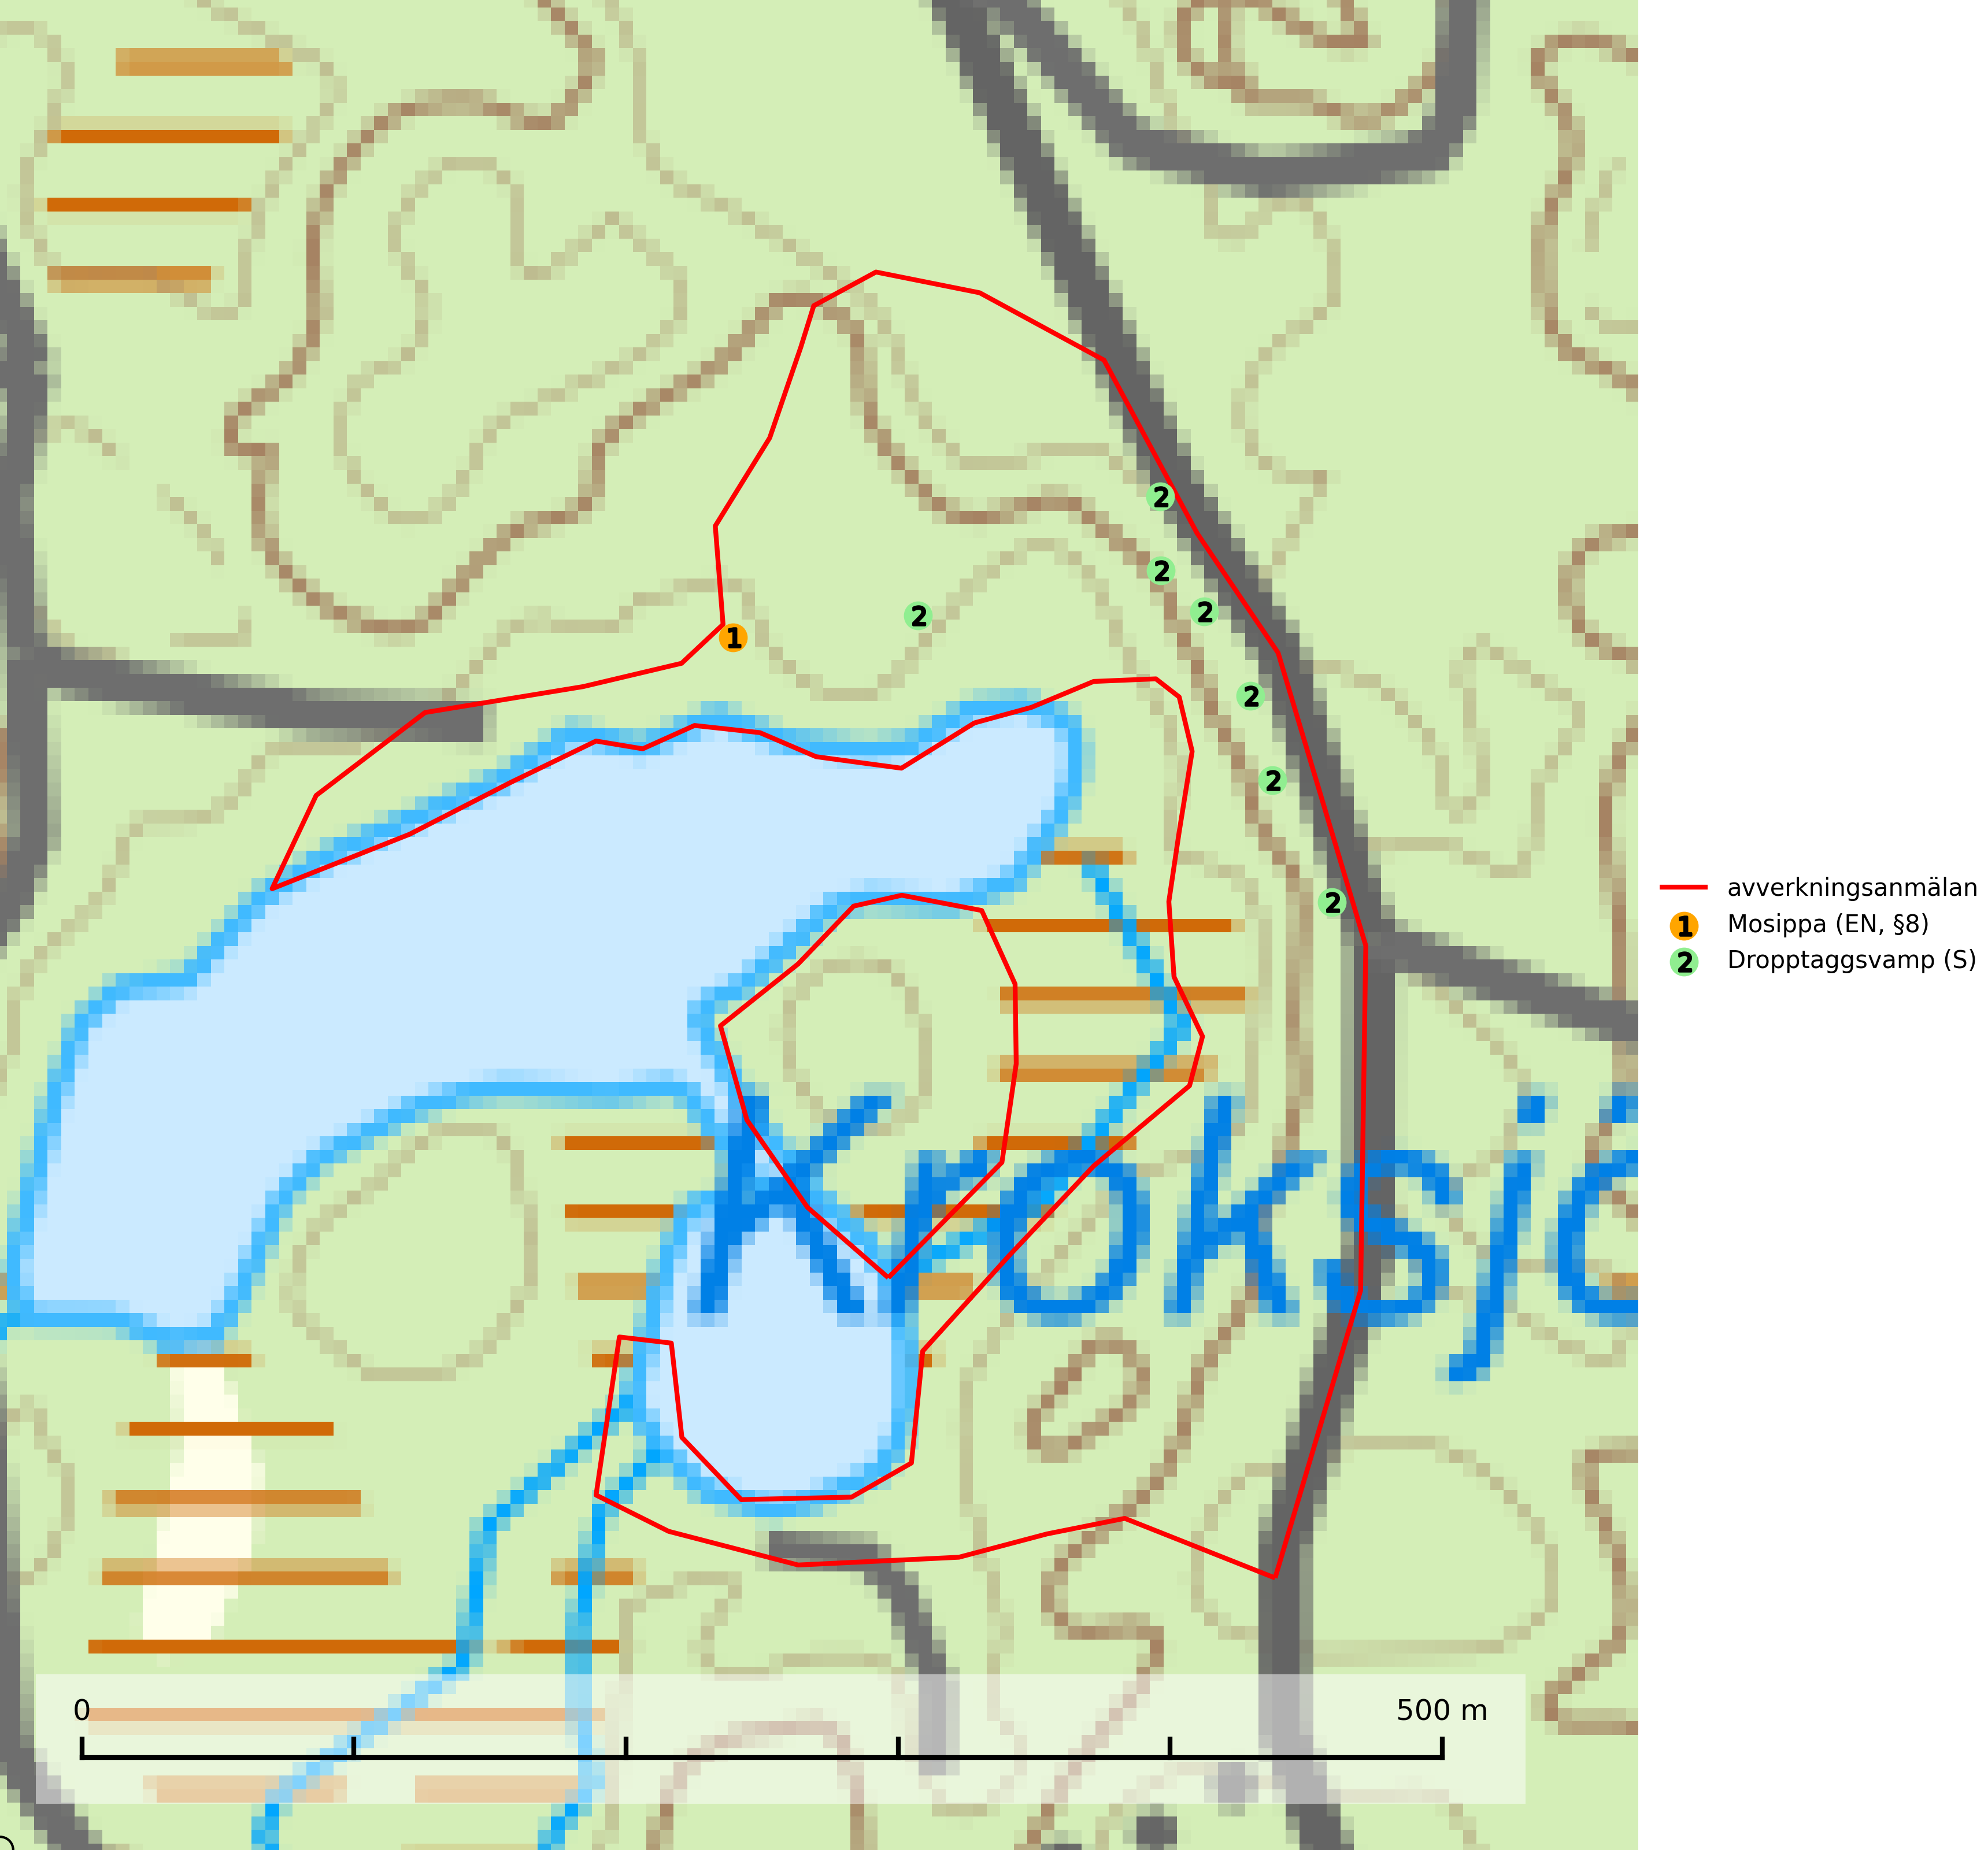 2
2
2
2
1
2
2
2
Kroksjö
avverkningsanmälan
1 Mosippa (EN, §8)
2 Dropptaggsvamp (S)
0 500 m